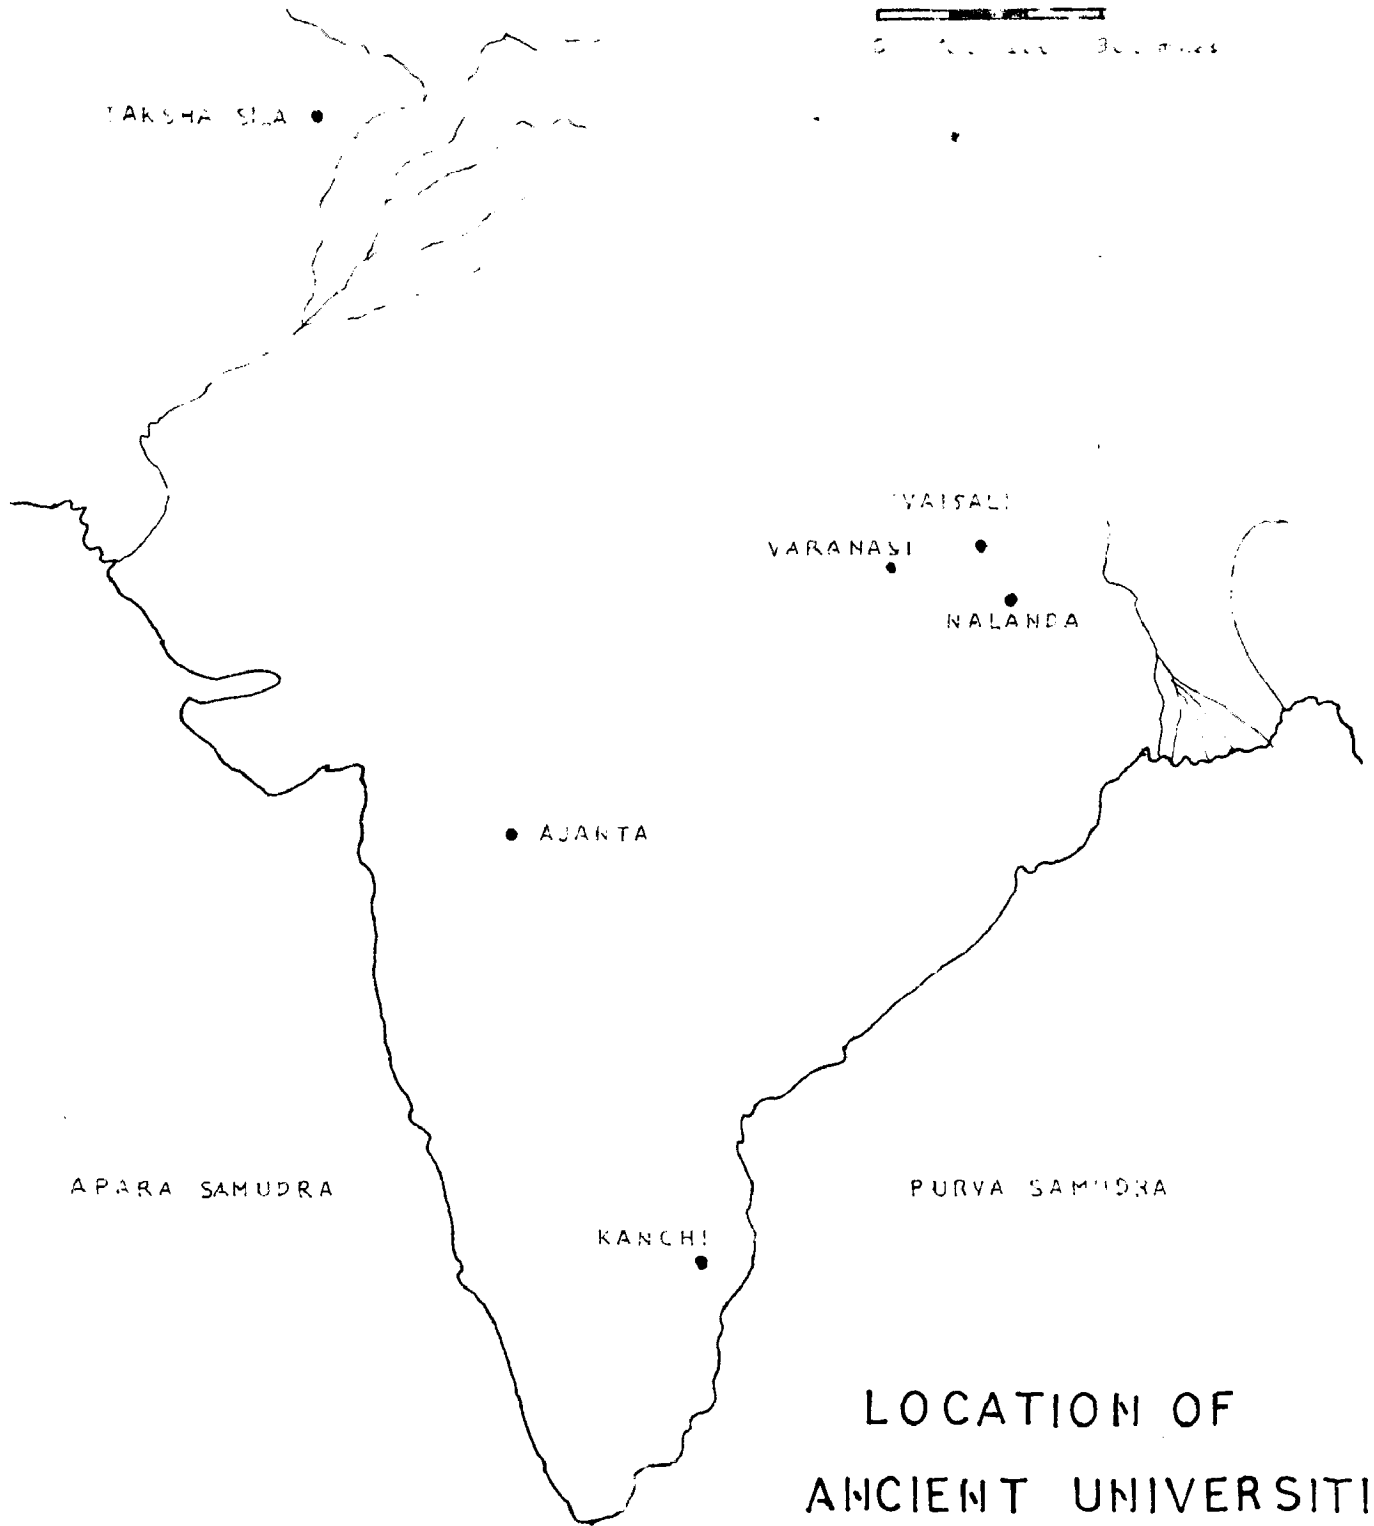 TAKSHA SILA
VAISALI
VARANASI
NALANDA
AJANTA
APARA SAMUDRA
PURVA SAMUDRA
KANCHI
LOCATION OF
ANCIENT UNIVERSITI